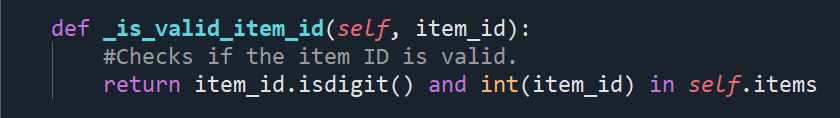 def _is_valid_item_id(self, item_id):
#Checks if the item ID is valid.
return item_id.isdigit() and int(item_id) in self.items